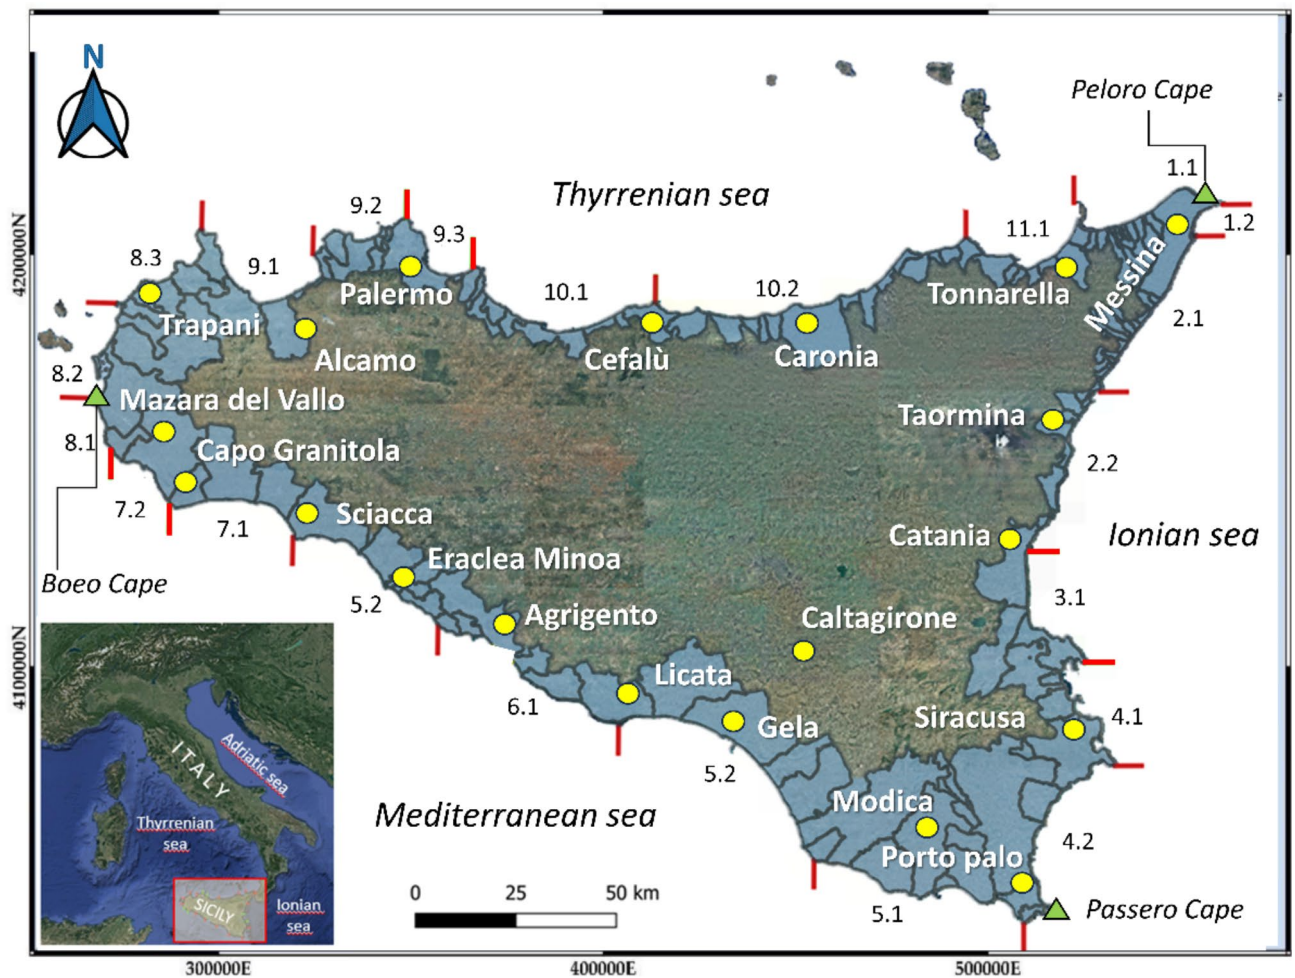 N
Peloro Cape
1.1
Thyrrenian sea
9.2
1.2
11.1
9.3
8.3
9.1
4200000N
Messina
10.1
10.2
Palermo
Tonnarella
Trapani
2.1
Alcamo
Cefalù
Caronia
8.2
Mazara del Vallo
Taormina
8.1
Capo Granitola
2.2
7.2
Sciacca
7.1
Catania
Ionian sea
Eraclea Minoa
Boeo Cape
5.2
3.1
Agrigento
Caltagirone
4100000N
Licata
6.1
Siracusa
4.1
Gela
5.2
ITALY
Adriatic sea
Modica
Mediterranean sea
Thyrrenian
sea
4.2
Porto palo
0 25 50 km
SICILY
Ionian
sea
5.1
Passero Cape
300000E
400000E
500000E